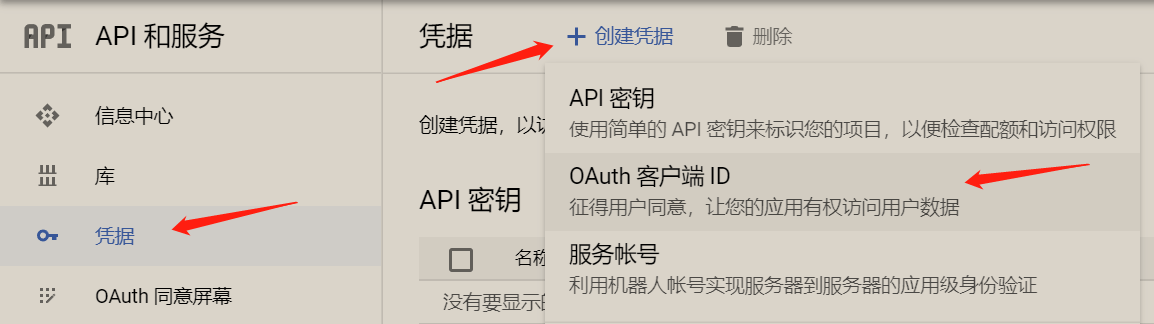 API API 和服务
信息中心
库
凭据
OAuth 同意屏幕
凭据
创建凭据 删除
创建凭据，以
API 密钥
名称
没有要显示的
API 密钥
使用简单的 API 密钥来标识您的项目，以便检查配额和访问权限
OAuth 客户端 ID
征得用户同意，让您的应用有权访问用户数据
服务帐号
利用机器人帐号实现服务器到服务器的应用级身份验证